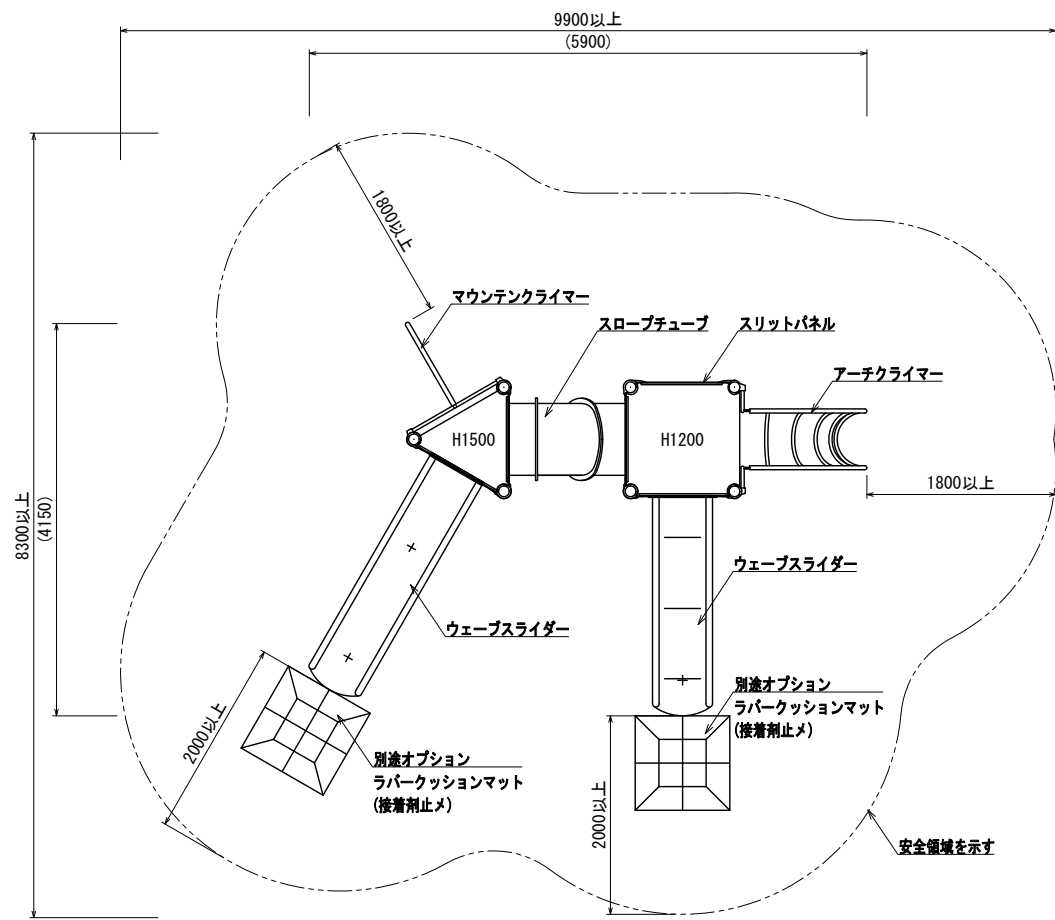 9900以上
(5900)
1800以上
マウンテンクライマー
スロープチューブ
スリットパネル
アーチクライマー
H1500
H1200
1800以上
8300以上
(4150)
ウェーブスライダー
ウェーブスライダー
2000以上
別途オプション
ラバークッションマット
(接着剤止メ)
別途オプション
ラバークッションマット
(接着剤止メ)
2000以上
安全領域を示す